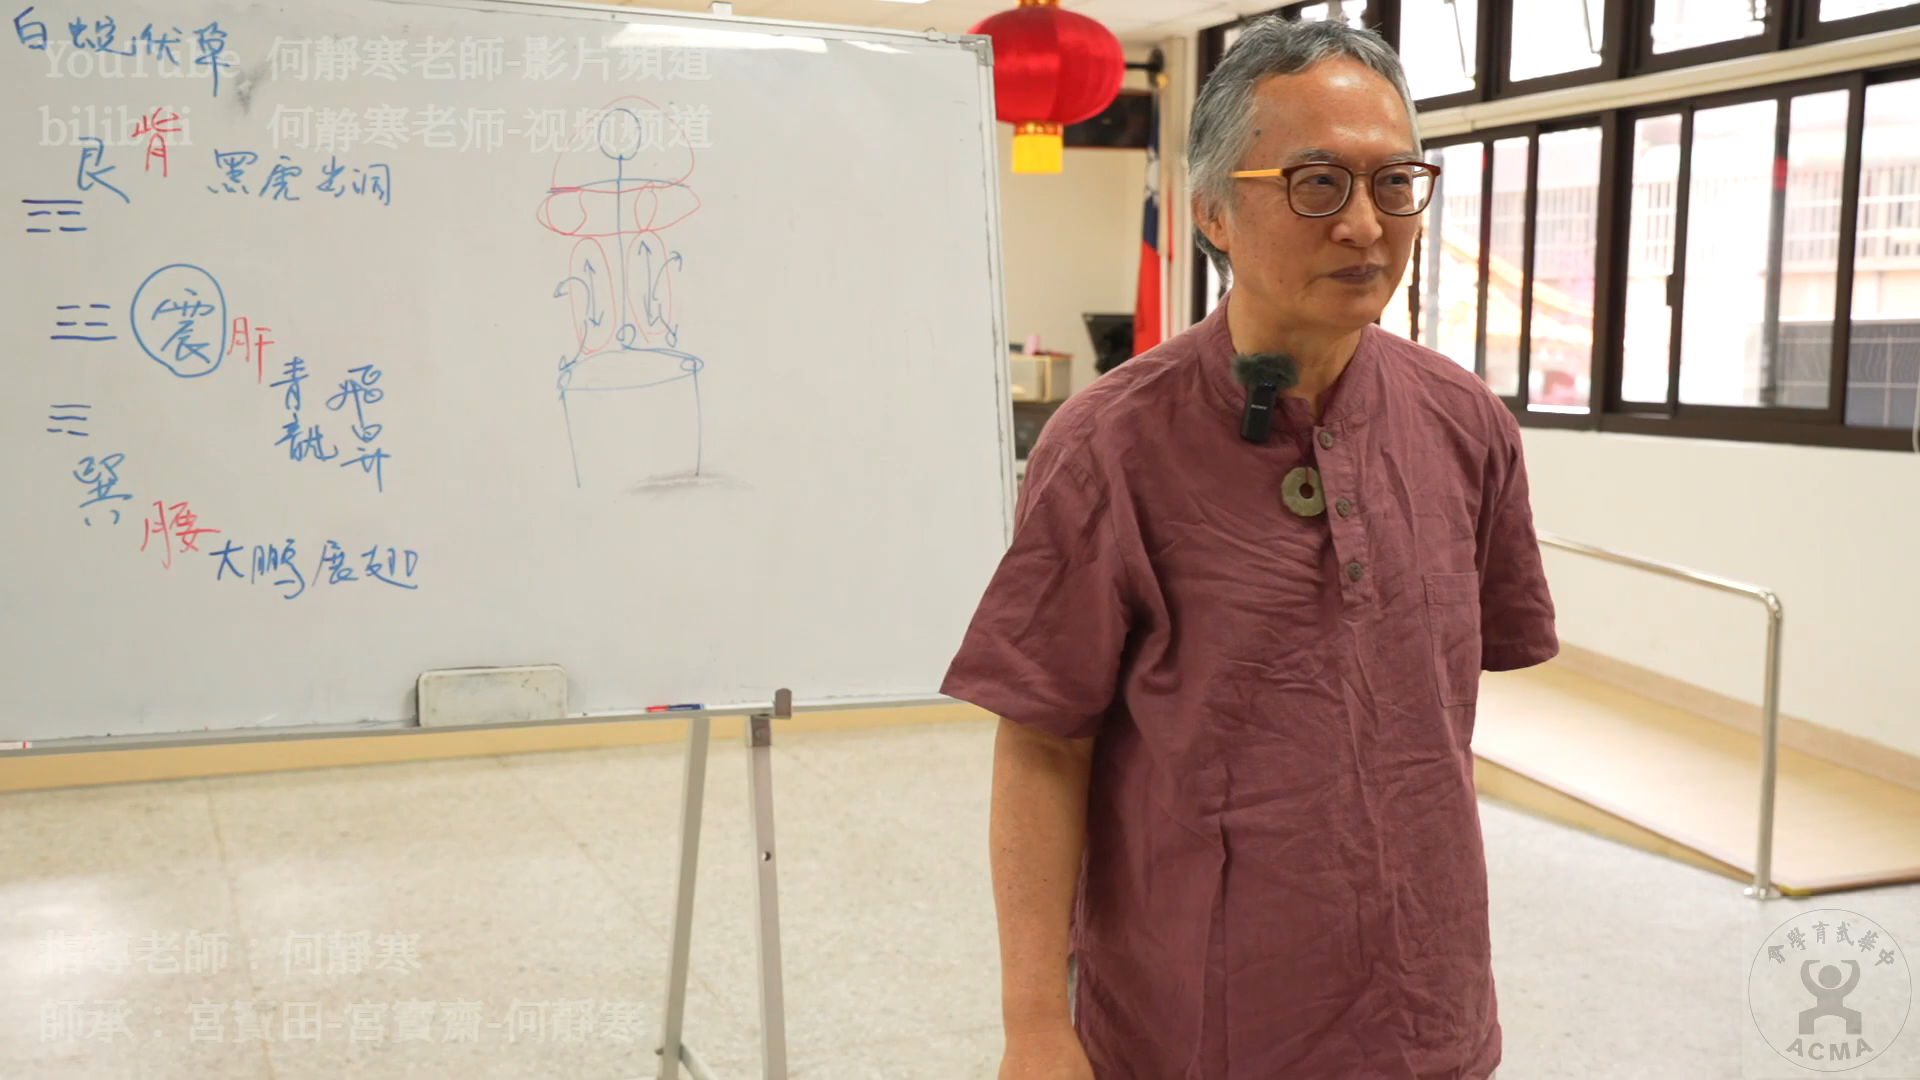 白蛇伏草
YouTube 何靜寒老師-影片頻道
bilibili 何静寒老师-视频频道
背
艮
黑虎出洞
震
肝
青龍
飛昇
巽
腰
大鵬展翅
指導老師：何靜寒
師承：宮寶田-宮寶齋-何靜寒
中華武育學會
ACMA